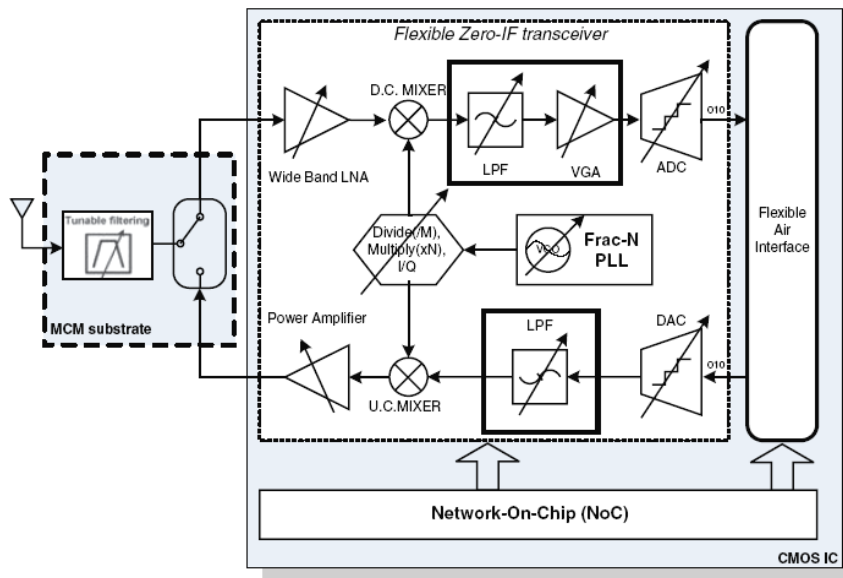 Flexible Zero-IF transceiver
D.C. MIXER
Wide Band LNA
LPF
VGA
ADC
010
Tunable filtering
MCM substrate
Divide(/M),
Multiply(xN),
I/Q
VCO
Frac-N
PLL
Flexible
Air
Interface
Power Amplifier
U.C.MIXER
LPF
DAC
010
Network-On-Chip (NoC)
CMOS IC